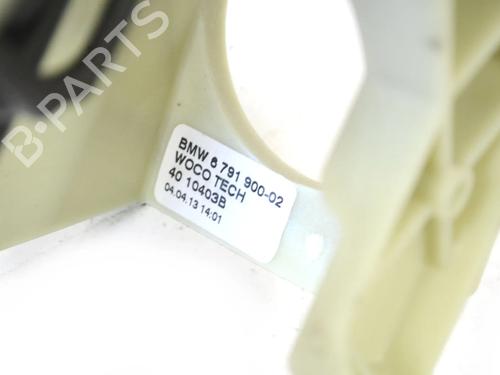 B-PARTS
BMW 6 791 900-02
WOCO TECH
40 10403B
04.04.13 14:01